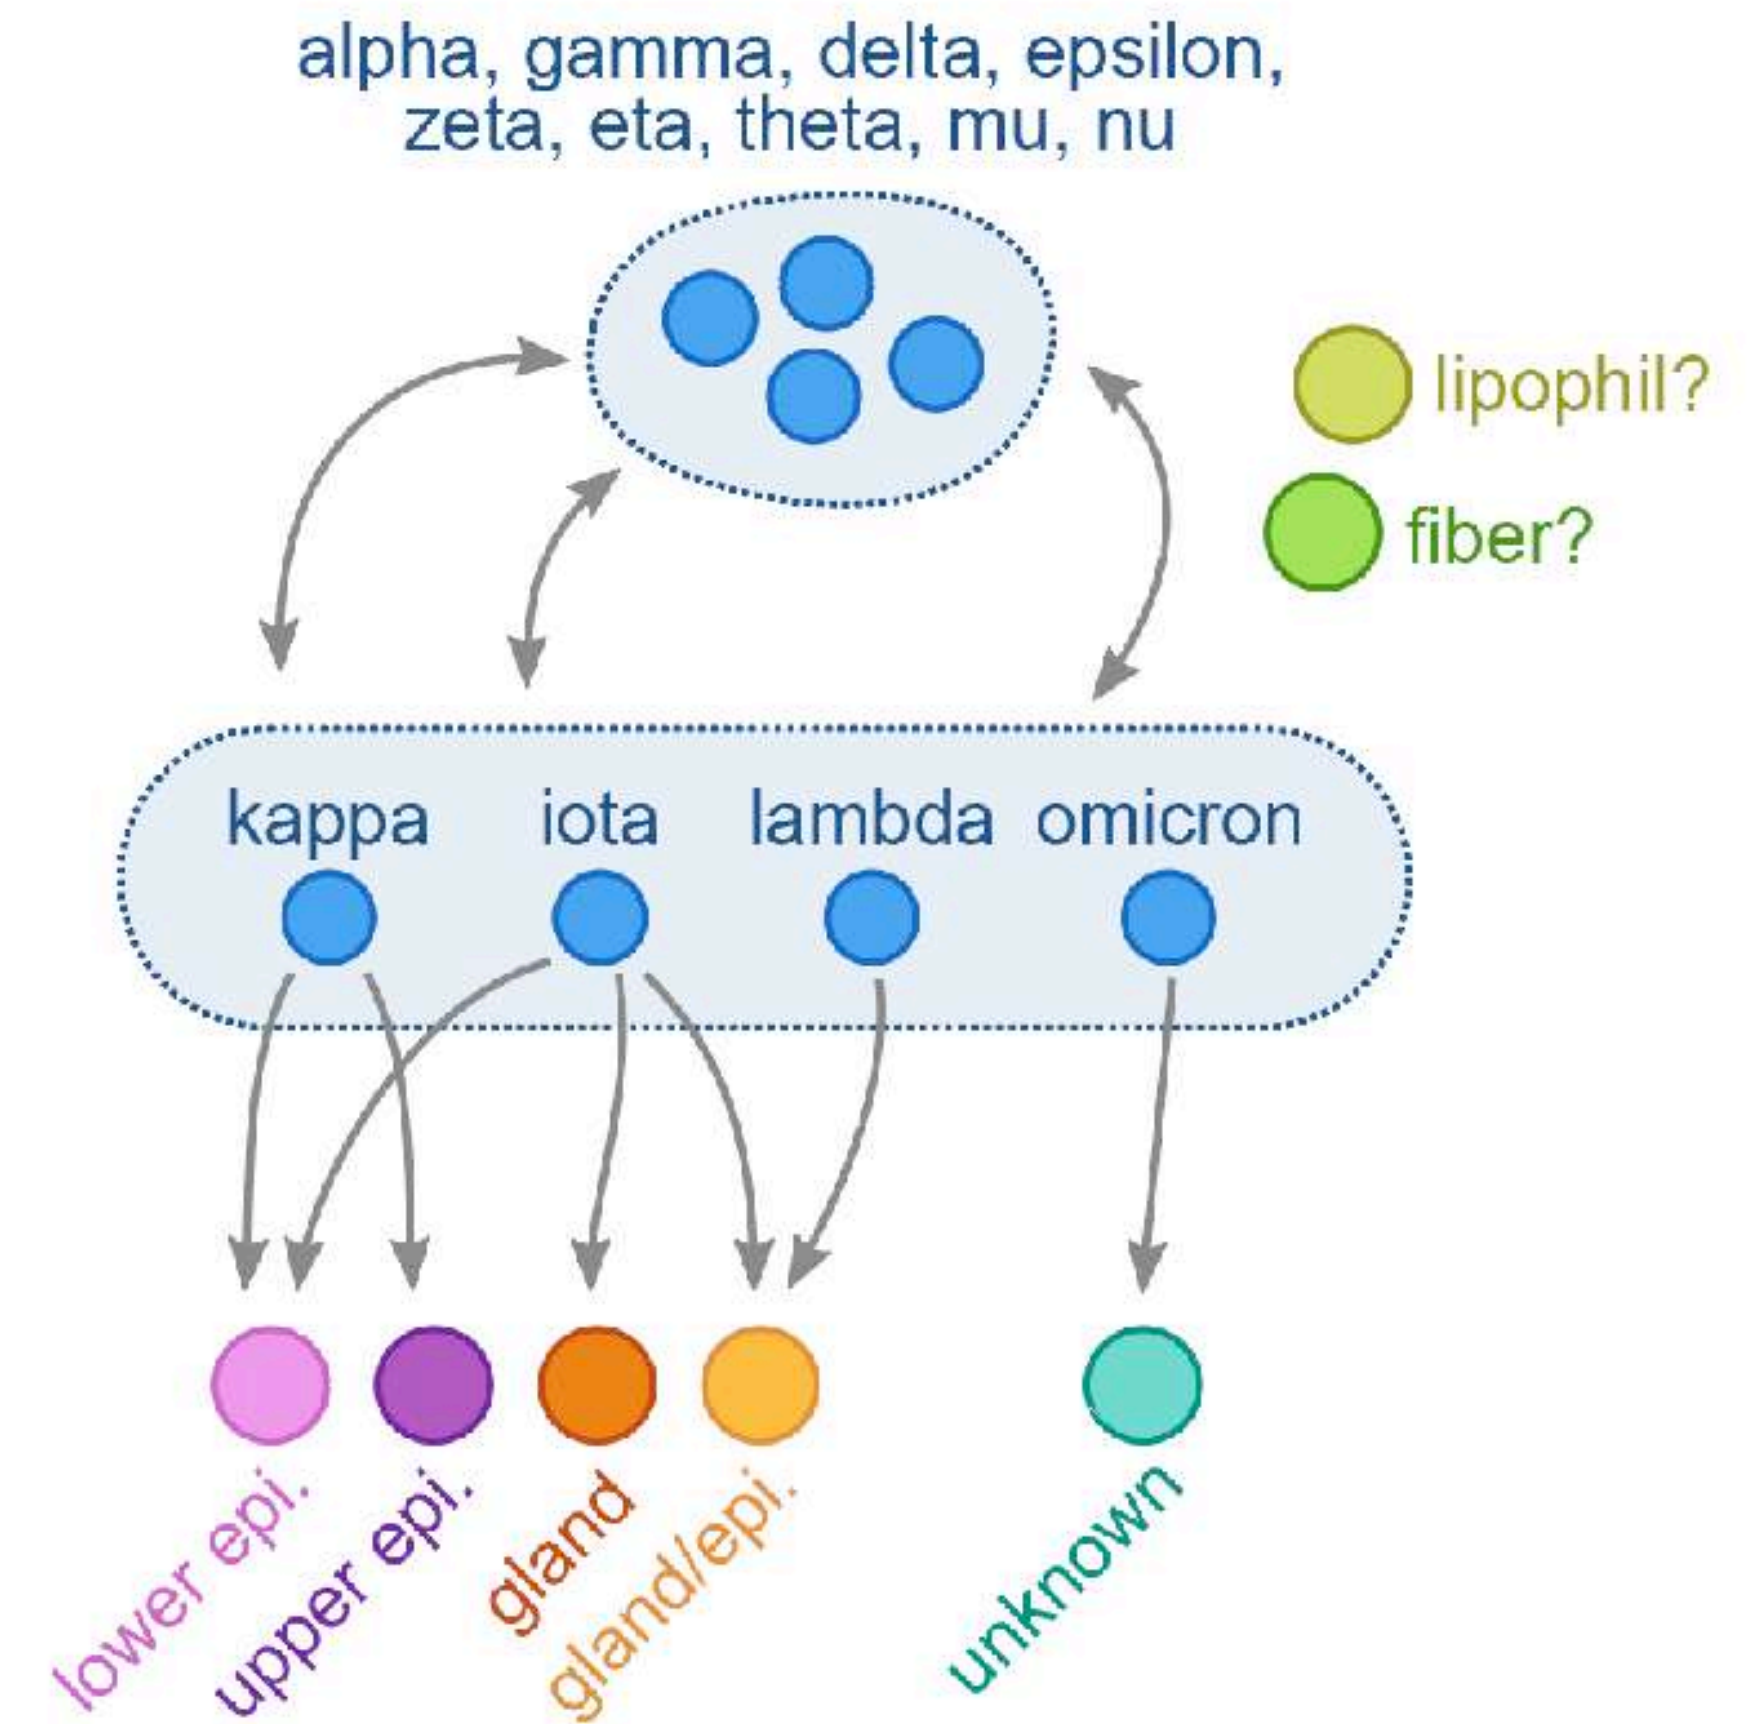 alpha, gamma, delta, epsilon,
zeta, eta, theta, mu, nu
lipophil?
fiber?
kappa
iota
lambda
omicron
lower epi.
upper epi.
gland
gland/epi.
unknown